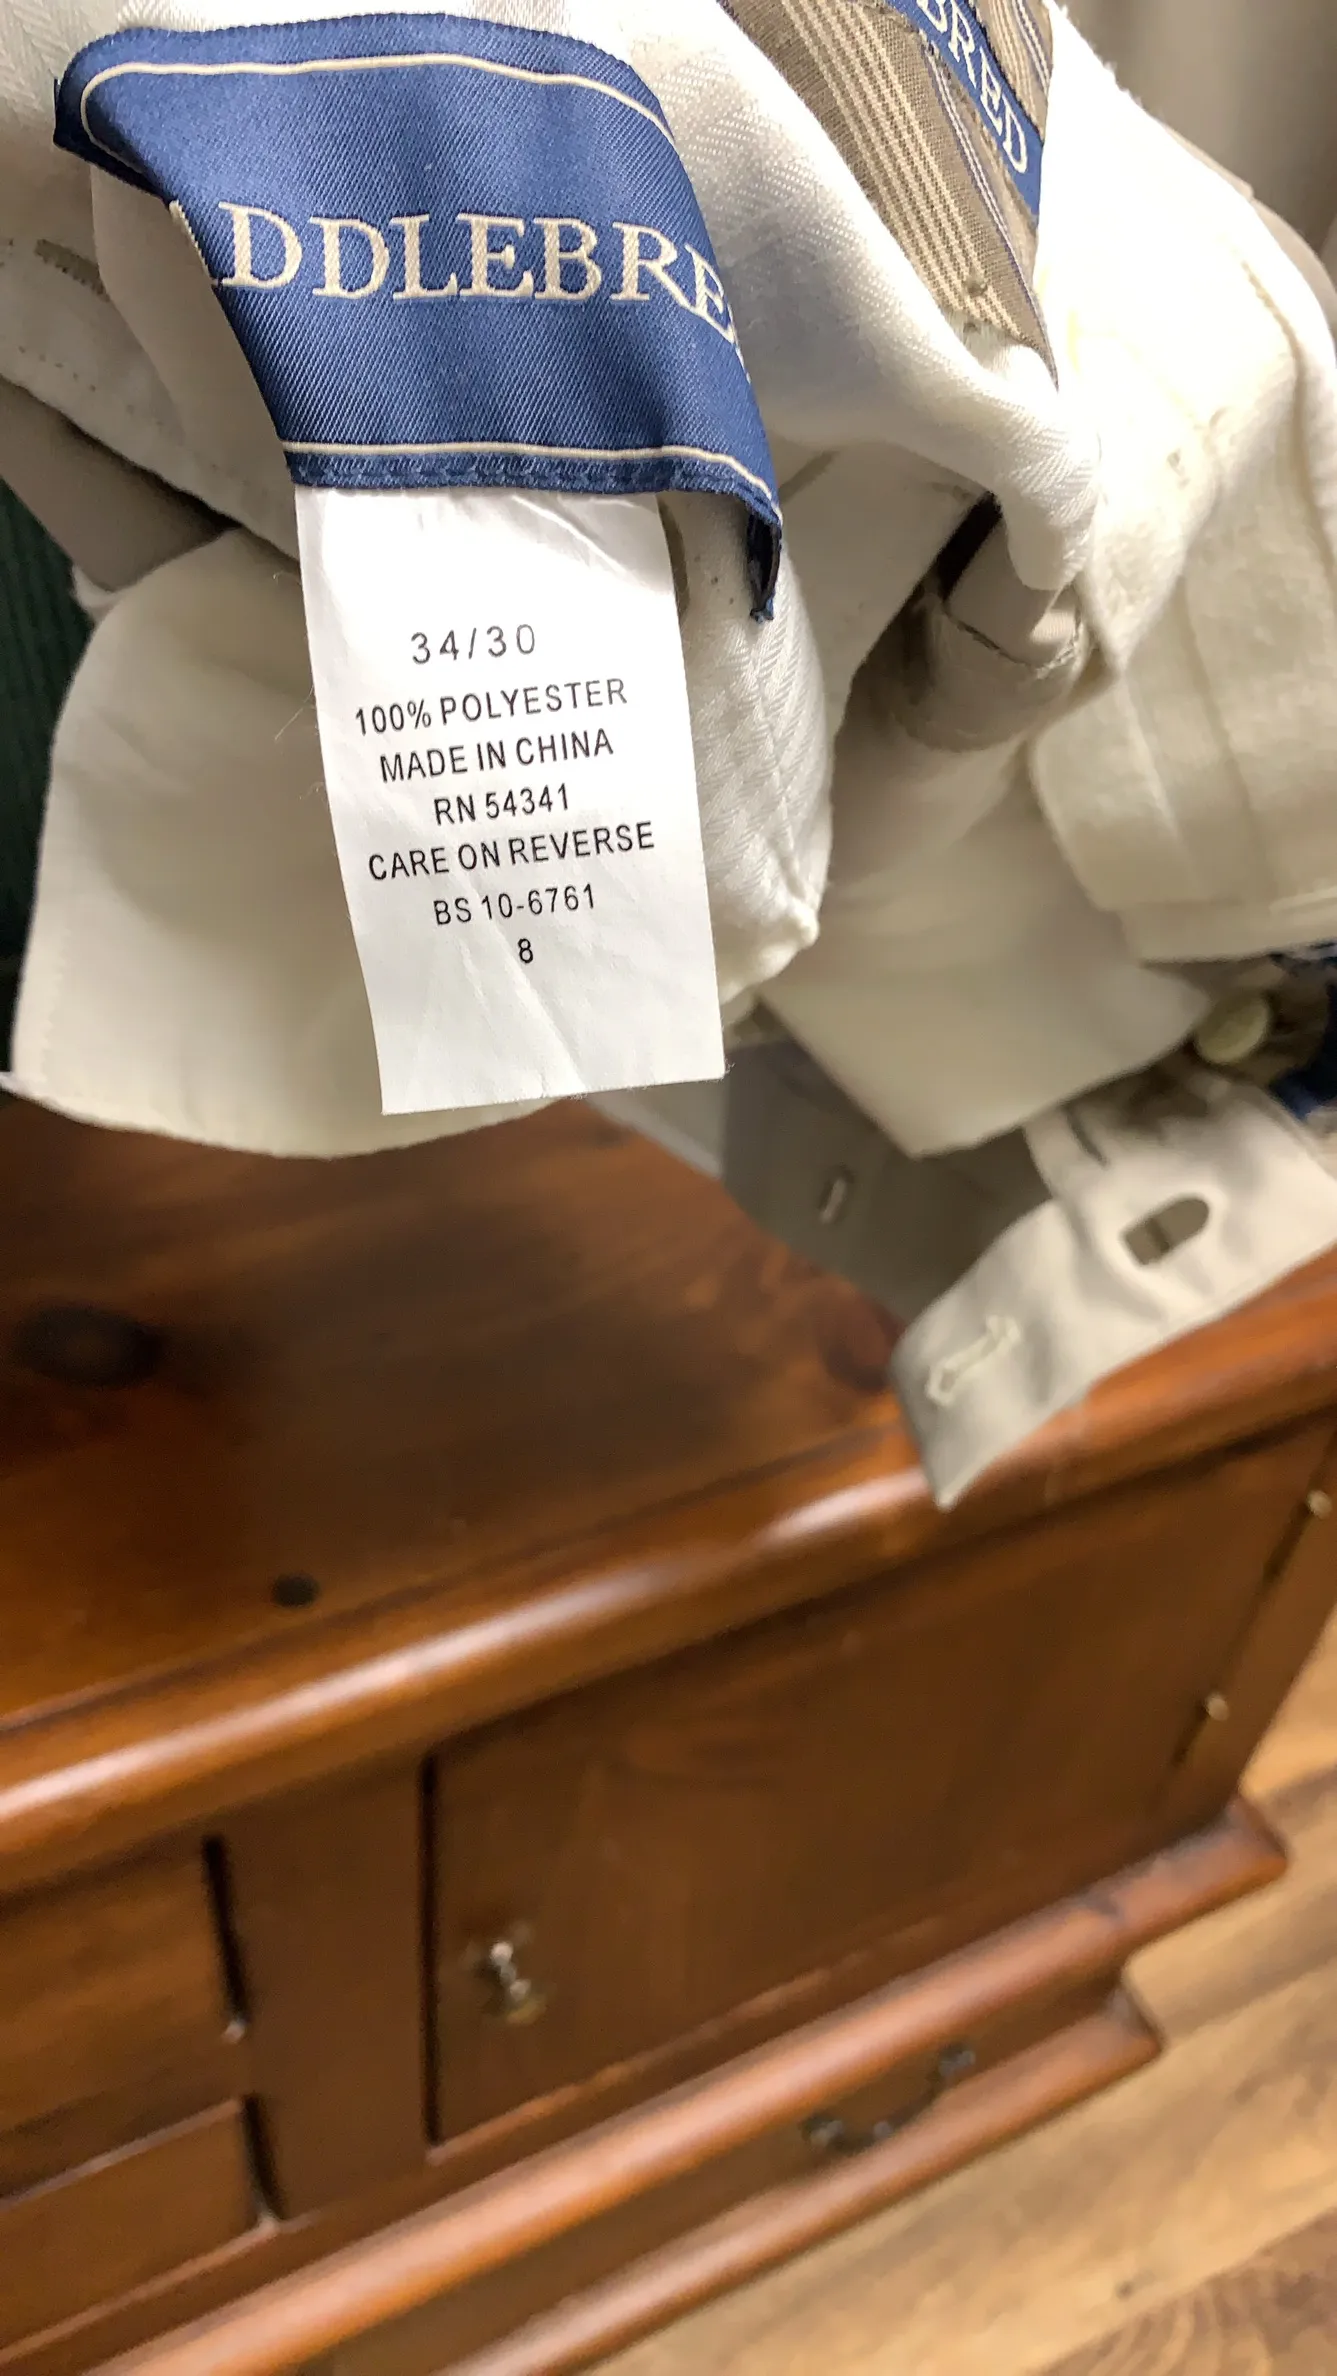 DDLEBRE
BRED
34/30
100% POLYESTER
MADE IN CHINA
RN 54341
CARE ON REVERSE
BS 10-6761
8